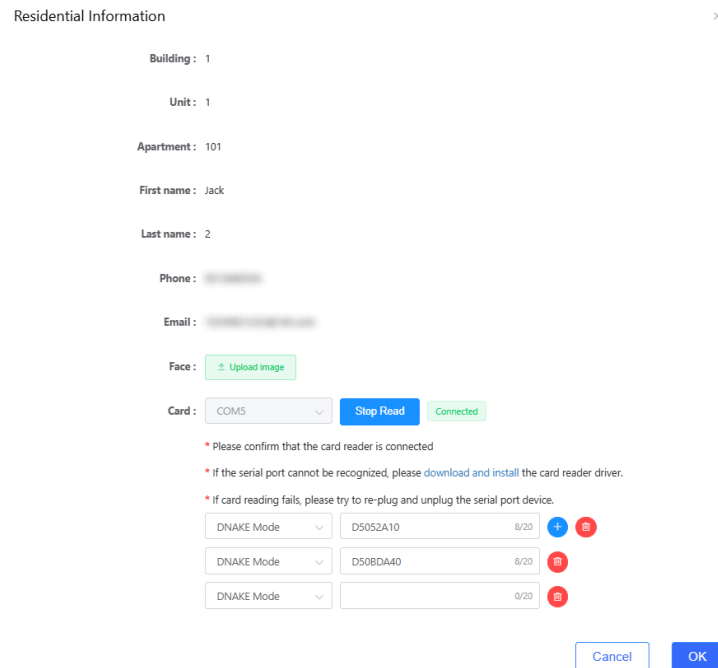 Residential Information
Building : 1
Unit : 1
Apartment : 101
First name : Jack
Last name : 2
Phone :
Email :
Face : Upload image
Card : COM5 Stop Read Connected
* Please confirm that the card reader is connected
* If the serial port cannot be recognized, please download and install the card reader driver.
* If card reading fails, please try to re-plug and unplug the serial port device.
DNAKE Mode D5052A10 8/20
DNAKE Mode D50BDA40 8/20
DNAKE Mode 0/20
Cancel OK